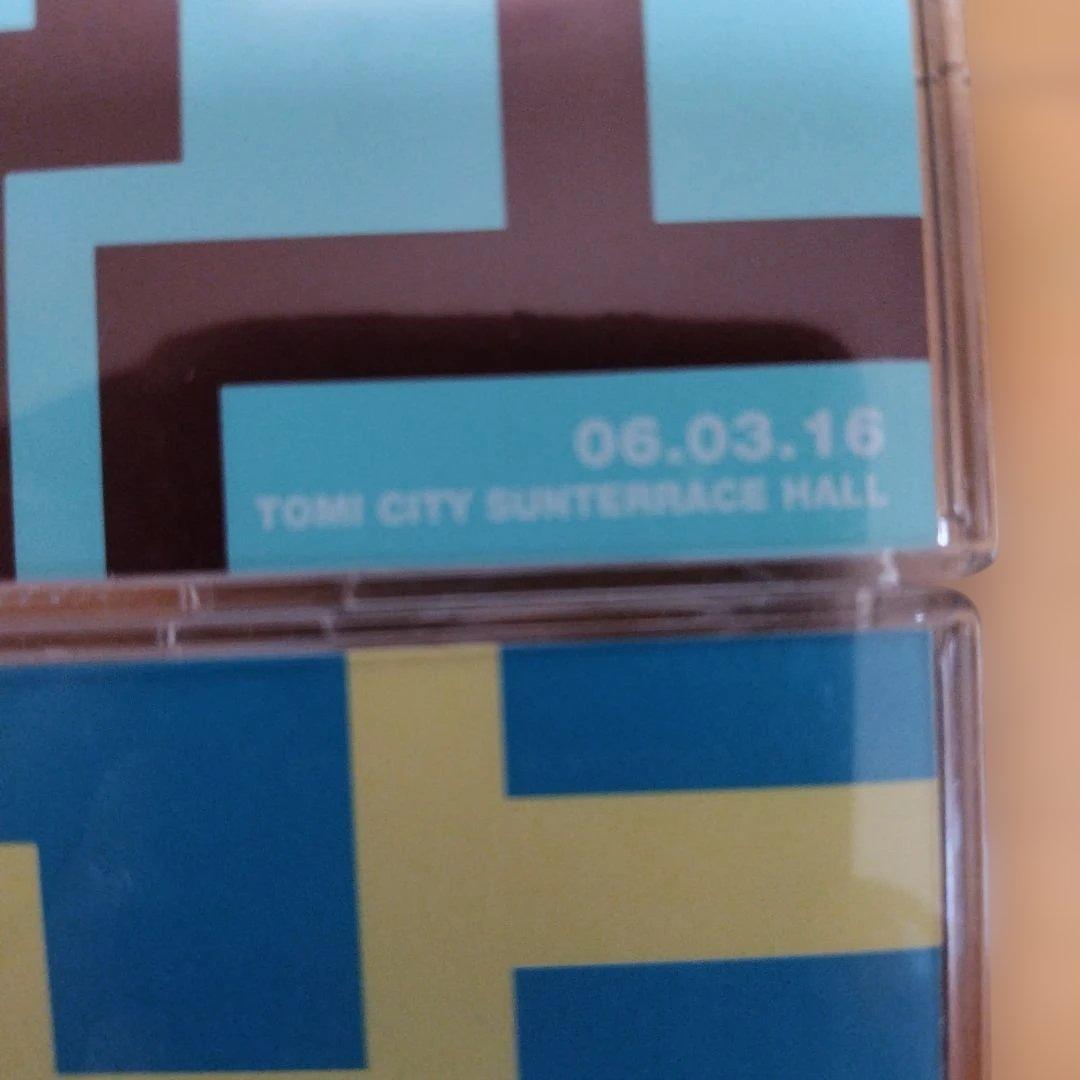 06.03.16
TOMI CITY SUNTERRACE HALL